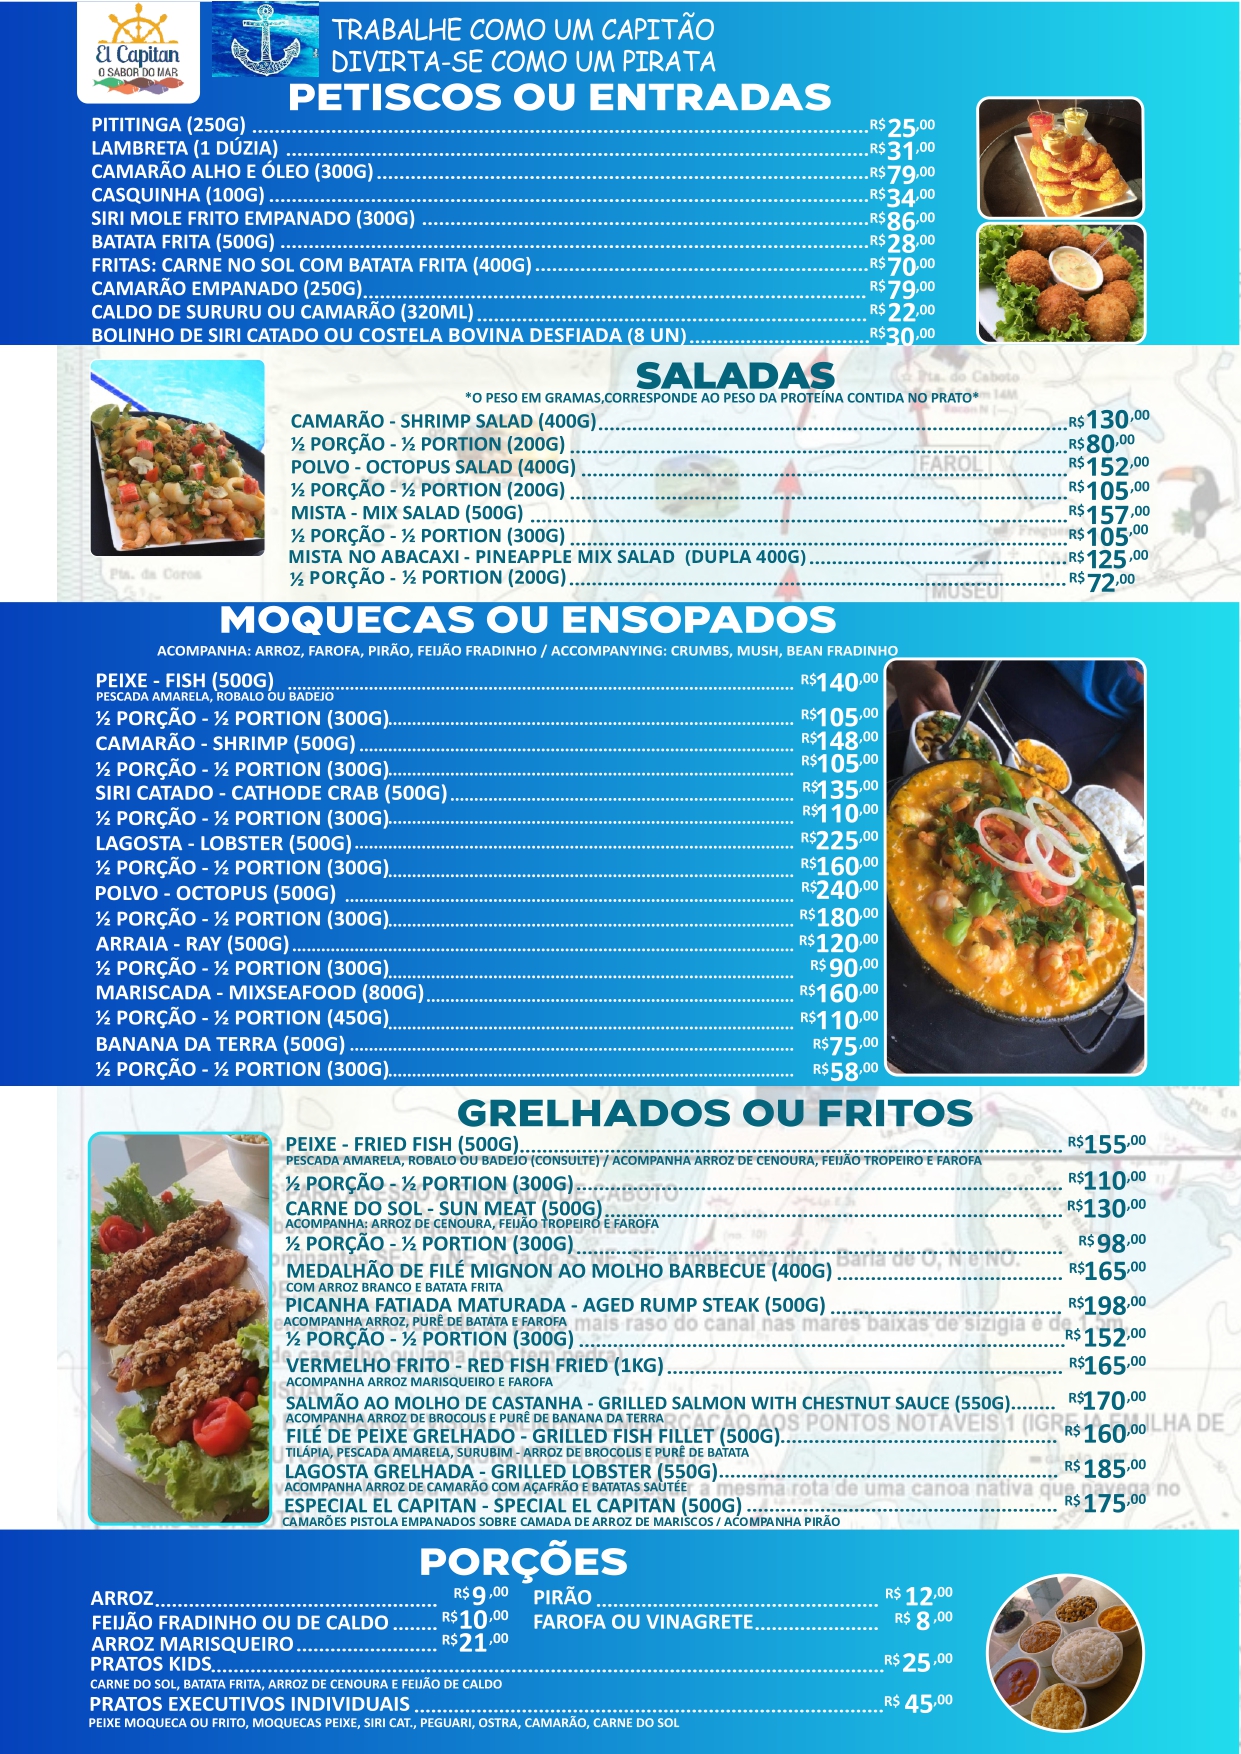 El Capitan
O SABOR DO MAR
TRABALHE COMO UM CAPITÃO
DIVIRTA-SE COMO UM PIRATA
PETISCOS OU ENTRADAS
PITITINGA (250G) R$25,00
LAMBRETA (1 DÚZIA) R$31,00
CAMARÃO ALHO E ÓLEO (300G) R$79,00
CASQUINHA (100G) R$34,00
SIRI MOLE FRITO EMPANADO (300G) R$86,00
BATATA FRITA (500G) R$28,00
FRITAS: CARNE NO SOL COM BATATA FRITA (400G) R$70,00
CAMARÃO EMPANADO (250G) R$79,00
CALDO DE SURURU OU CAMARÃO (320ML) R$22,00
BOLINHO DE SIRI CATADO OU COSTELA BOVINA DESFIADA (8 UN) R$30,00
SALADAS
*O PESO EM GRAMAS,CORRESPONDE AO PESO DA PROTEÍNA CONTIDA NO PRATO*
CAMARÃO - SHRIMP SALAD (400G) R$130,00
½ PORÇÃO - ½ PORTION (200G) R$80,00
POLVO - OCTOPUS SALAD (400G) R$152,00
½ PORÇÃO - ½ PORTION (200G) R$105,00
MISTA - MIX SALAD (500G) R$157,00
½ PORÇÃO - ½ PORTION (300G) R$105,00
MISTA NO ABACAXI - PINEAPPLE MIX SALAD (DUPLA 400G) R$125,00
½ PORÇÃO - ½ PORTION (200G) R$72,00
FAROL
MUSEU
Pta. da Coroa
Pta. do Caboto
MOQUECAS OU ENSOPADOS
ACOMPANHA: ARROZ, FAROFA, PIRÃO, FEIJÃO FRADINHO / ACCOMPANYING: CRUMBS, MUSH, BEAN FRADINHO
PEIXE - FISH (500G) R$140,00
PESCADA AMARELA, ROBALO OU BADEJO
½ PORÇÃO - ½ PORTION (300G) R$105,00
CAMARÃO - SHRIMP (500G) R$148,00
½ PORÇÃO - ½ PORTION (300G) R$105,00
SIRI CATADO - CATHODE CRAB (500G) R$135,00
½ PORÇÃO - ½ PORTION (300G) R$110,00
LAGOSTA - LOBSTER (500G) R$225,00
½ PORÇÃO - ½ PORTION (300G) R$160,00
POLVO - OCTOPUS (500G) R$240,00
½ PORÇÃO - ½ PORTION (300G) R$180,00
ARRAIA - RAY (500G) R$120,00
½ PORÇÃO - ½ PORTION (300G) R$90,00
MARISCADA - MIXSEAFOOD (800G) R$160,00
½ PORÇÃO - ½ PORTION (450G) R$110,00
BANANA DA TERRA (500G) R$75,00
½ PORÇÃO - ½ PORTION (300G) R$58,00
GRELHADOS OU FRITOS
PEIXE - FRIED FISH (500G) R$155,00
PESCADA AMARELA, ROBALO OU BADEJO (CONSULTE) / ACOMPANHA ARROZ DE CENOURA, FEIJÃO TROPEIRO E FAROFA
½ PORÇÃO - ½ PORTION (300G) R$110,00
CARNE DO SOL - SUN MEAT (500G) R$130,00
ACOMPANHA: ARROZ DE CENOURA, FEIJÃO TROPEIRO E FAROFA
½ PORÇÃO - ½ PORTION (300G) R$98,00
MEDALHÃO DE FILÉ MIGNON AO MOLHO BARBECUE (400G) R$165,00
COM ARROZ BRANCO E BATATA FRITA
PICANHA FATIADA MATURADA - AGED RUMP STEAK (500G) R$198,00
ACOMPANHA ARROZ, PURÊ DE BATATA E FAROFA
½ PORÇÃO - ½ PORTION (300G) R$152,00
VERMELHO FRITO - RED FISH FRIED (1KG) R$165,00
ACOMPANHA ARROZ MARISQUEIRO E FAROFA
SALMÃO AO MOLHO DE CASTANHA - GRILLED SALMON WITH CHESTNUT SAUCE (550G) R$170,00
ACOMPANHA ARROZ DE BROCOLIS E PURÊ DE BANANA DA TERRA
FILÉ DE PEIXE GRELHADO - GRILLED FISH FILLET (500G) R$160,00
TILÁPIA, PESCADA AMARELA, SURUBIM - ARROZ DE BROCOLIS E PURÊ DE BATATA
LAGOSTA GRELHADA - GRILLED LOBSTER (550G) R$185,00
ACOMPANHA ARROZ DE CAMARÃO COM AÇAFRÃO E BATATAS SAUTÉE
ESPECIAL EL CAPITAN - SPECIAL EL CAPITAN (500G) R$175,00
CAMARÕES PISTOLA EMPANADOS SOBRE CAMADA DE ARROZ DE MARISCOS / ACOMPANHA PIRÃO
PORÇÕES
ARROZ R$9,00 PIRÃO R$12,00
FEIJÃO FRADINHO OU DE CALDO R$10,00 FAROFA OU VINAGRETE R$8,00
ARROZ MARISQUEIRO R$21,00
PRATOS KIDS R$25,00
CARNE DO SOL, BATATA FRITA, ARROZ DE CENOURA E FEIJÃO DE CALDO
PRATOS EXECUTIVOS INDIVIDUAIS R$45,00
PEIXE MOQUECA OU FRITO, MOQUECAS PEIXE, SIRI CAT., PEGUARI, OSTRA, CAMARÃO, CARNE DO SOL